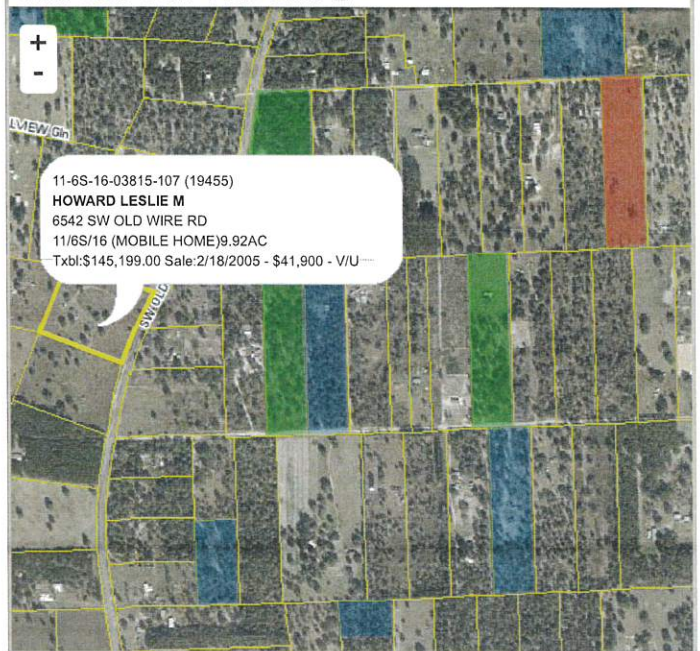 +
-
LVIEW Gln
11-6S-16-03815-107 (19455)
HOWARD LESLIE M
6542 SW OLD WIRE RD
11/6S/16 (MOBILE HOME)9.92AC
Txbl:$145,199.00 Sale:2/18/2005 - $41,900 - V/U
SW OLD